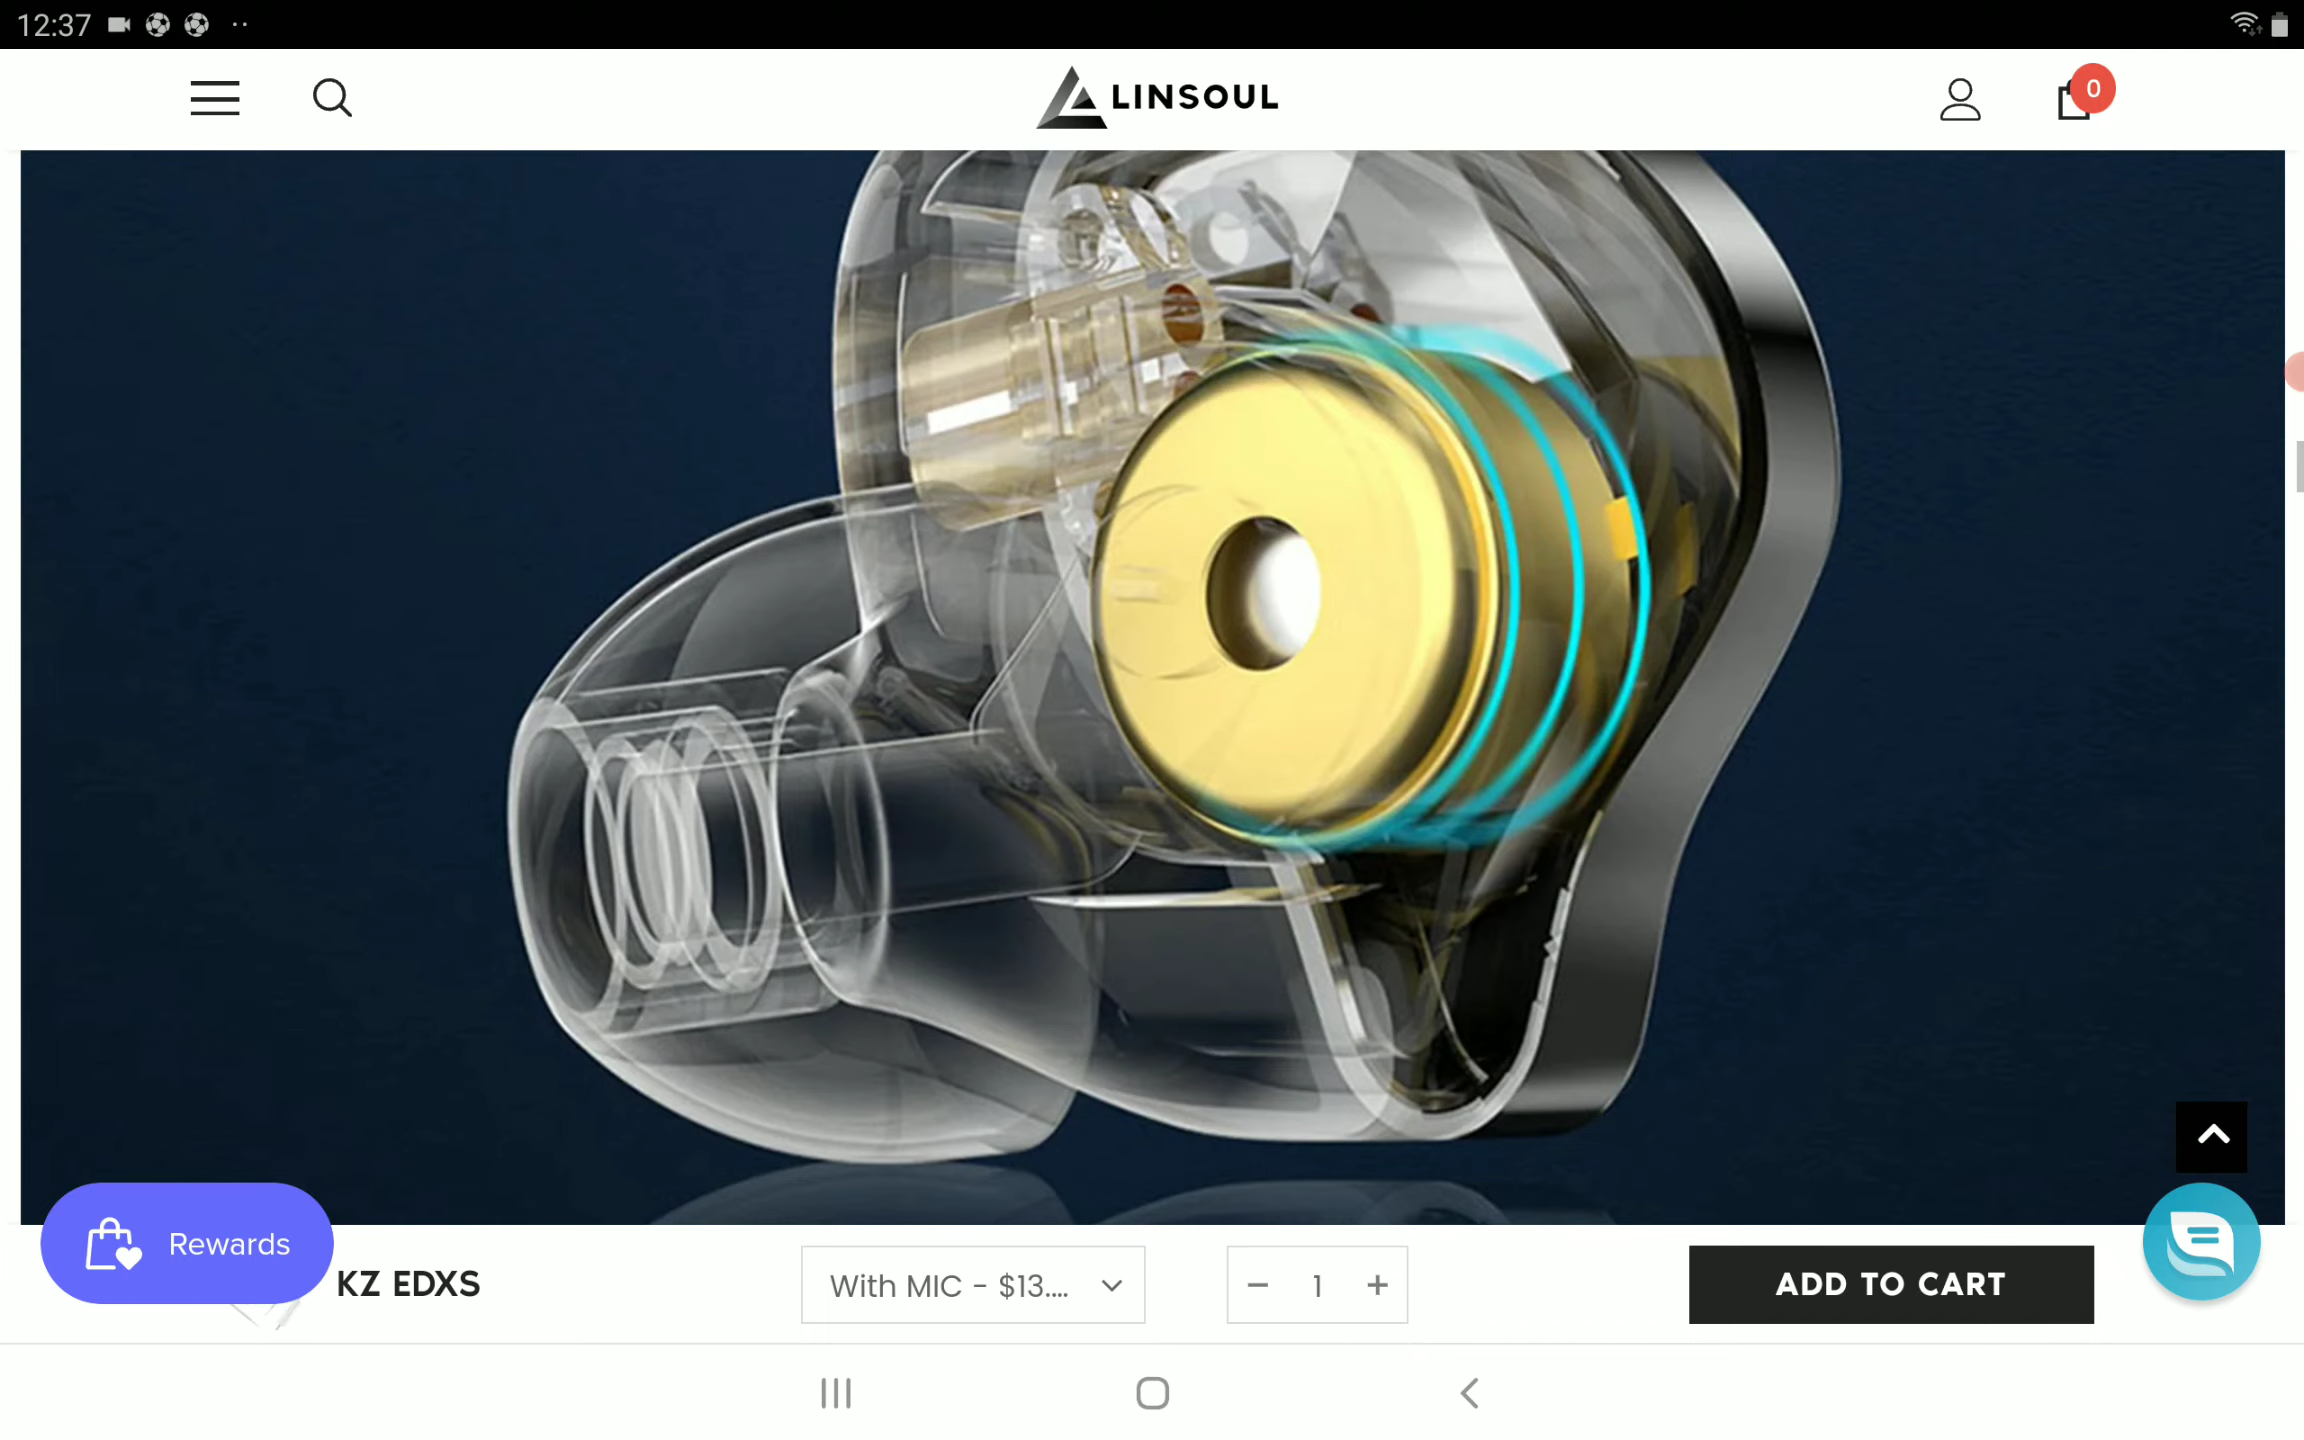 12:37
LINSOUL
0
Rewards
KZ EDXS
With MIC - $13....
1
ADD TO CART